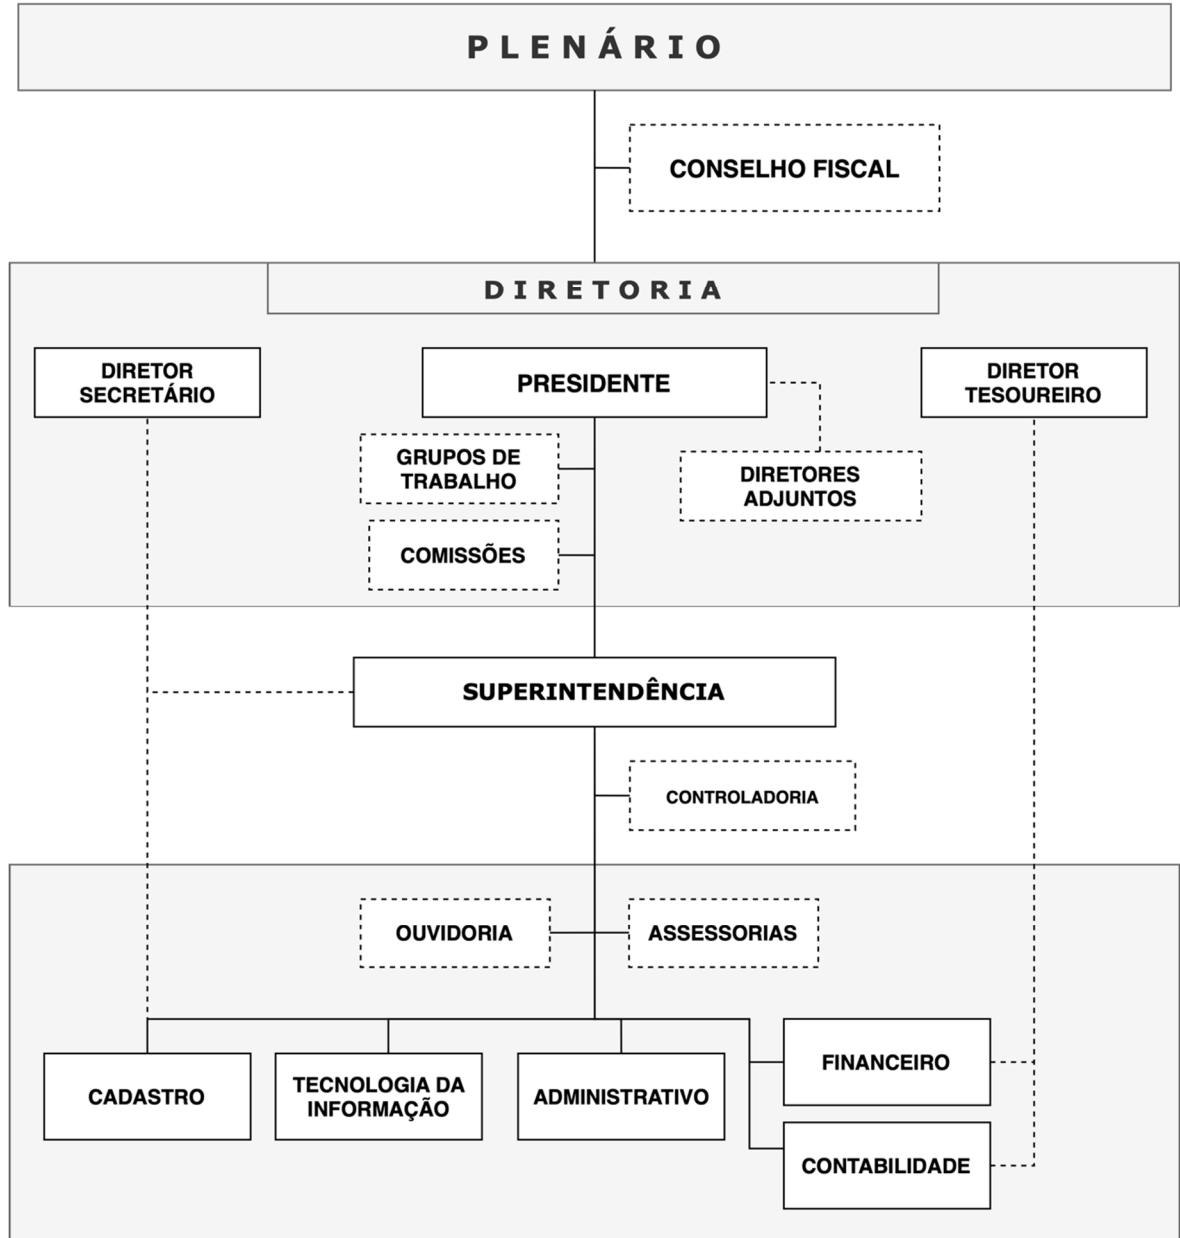 PLENÁRIO
CONSELHO FISCAL
DIRETORIA
DIRETOR
SECRETÁRIO
PRESIDENTE
DIRETOR
TESOUREIRO
GRUPOS DE
TRABALHO
DIRETORES
ADJUNTOS
COMISSÕES
SUPERINTENDÊNCIA
CONTROLADORIA
OUVIDORIA
ASSESSORIAS
CADASTRO
TECNOLOGIA DA
INFORMAÇÃO
ADMINISTRATIVO
FINANCEIRO
CONTABILIDADE